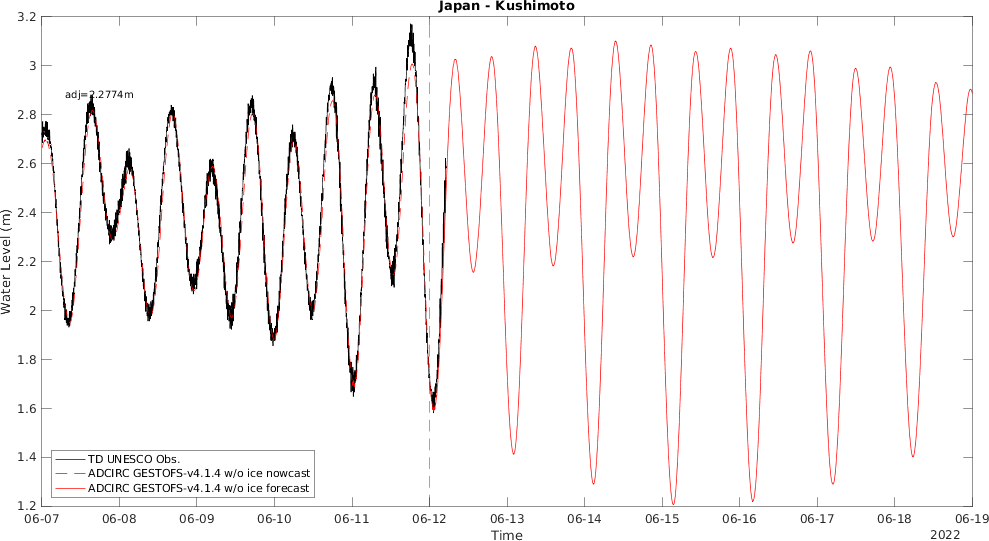 Japan - Kushimoto
3.2
3
2.8
2.6
2.4
2.2
2
1.8
1.6
1.4
1.2
Water Level (m)
adj=2.2774m
TD UNESCO Obs.
ADCIRC GESTOFS-v4.1.4 w/o ice nowcast
ADCIRC GESTOFS-v4.1.4 w/o ice forecast
06-07 06-08 06-09 06-10 06-11 06-12 06-13 06-14 06-15 06-16 06-17 06-18 06-19
Time
2022